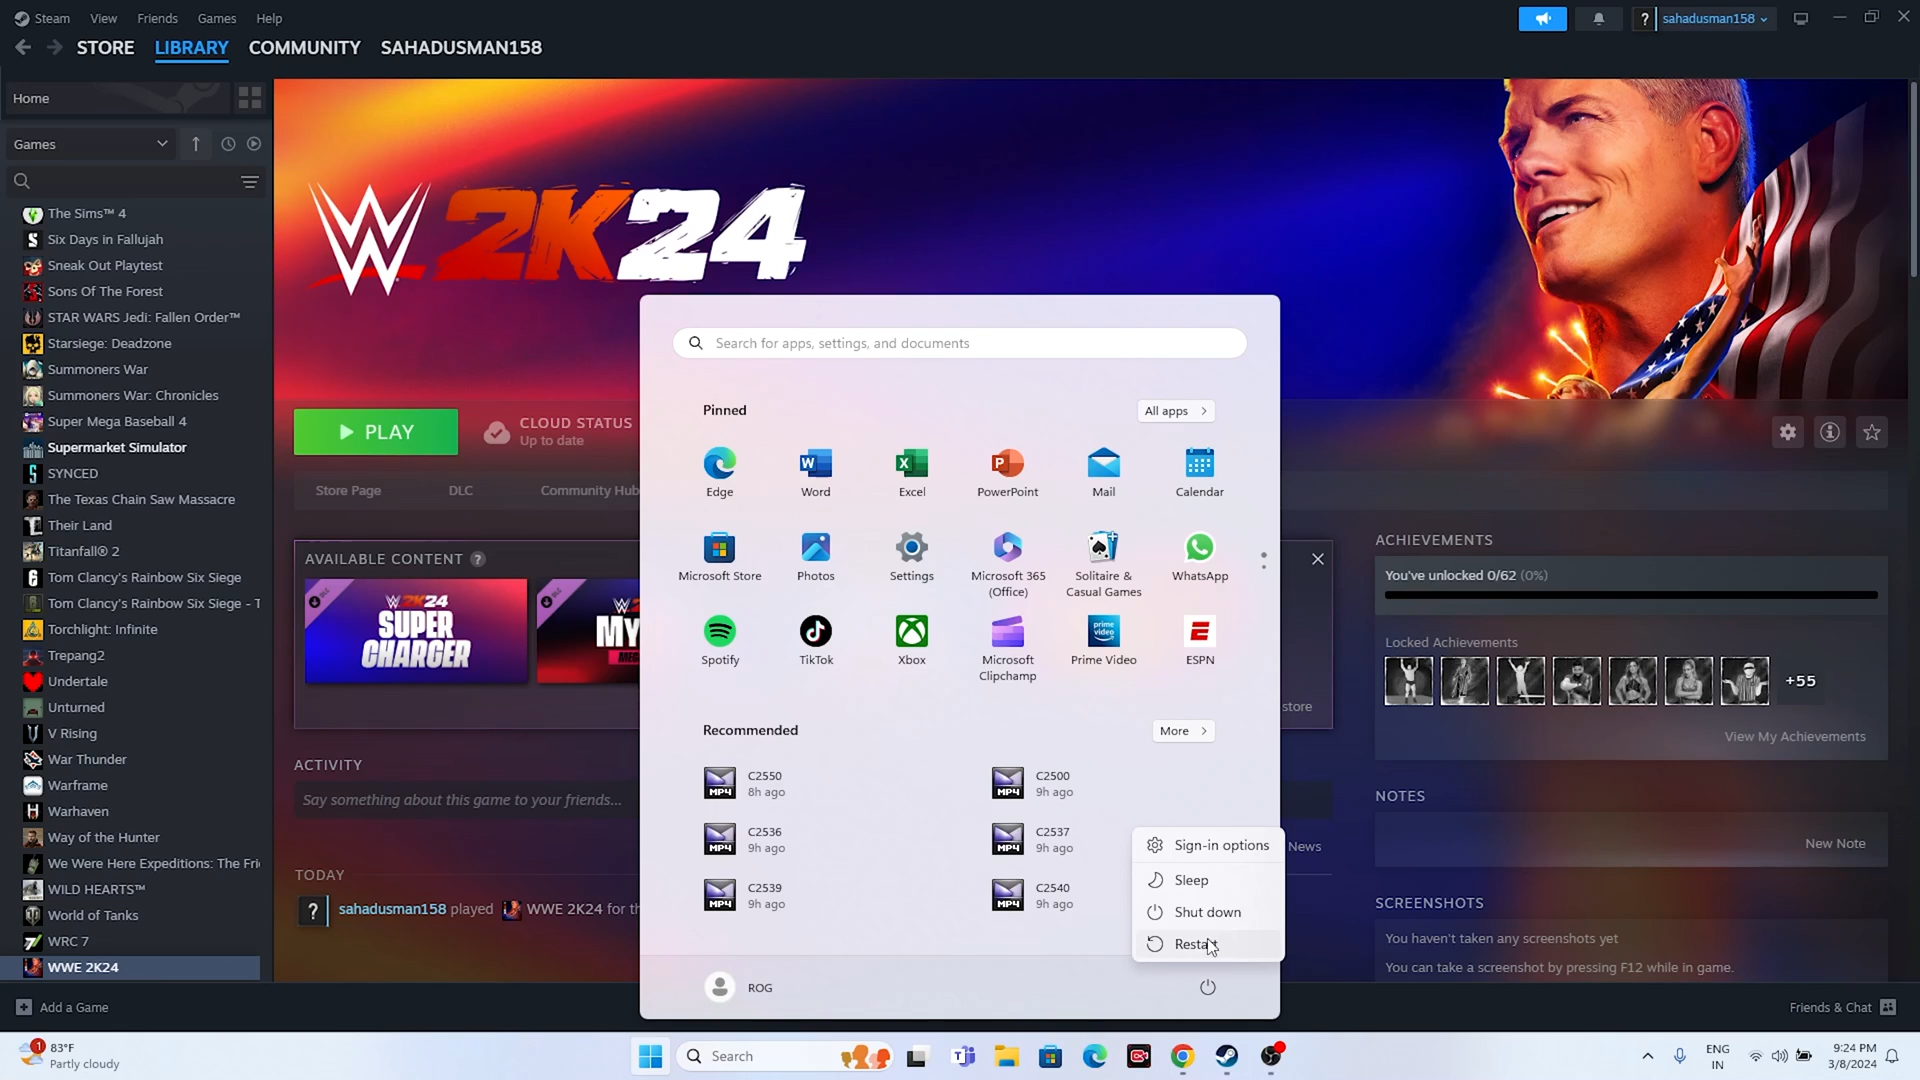 Steam View Friends Games Help
sahadusman158
STORE LIBRARY COMMUNITY SAHADUSMAN158
Home
Games
The Sims™ 4
Six Days in Fallujah
Sneak Out Playtest
Sons Of The Forest
STAR WARS Jedi: Fallen Order™
Starsiege: Deadzone
Summoners War
Summoners War: Chronicles
Super Mega Baseball 4
Supermarket Simulator
SYNCED
The Texas Chain Saw Massacre
Their Land
Titanfall® 2
Tom Clancy's Rainbow Six Siege
Tom Clancy's Rainbow Six Siege - T
Torchlight: Infinite
Trepang2
Undertale
Unturned
V Rising
War Thunder
Warframe
Warhaven
Way of the Humble
We Were Here Expeditions: The Fri
WILD HEARTS™
World of Tanks
WRC 7
WWE 2K24
Add a Game
W 2K24
PLAY
CLOUD STATUS
Up to date
Store Page DLC Community Hub
AVAILABLE CONTENT ?
W 2K24
SUPER
CHARGER
MY
store
ACTIVITY
Say something about this game to your friends...
News
TODAY
? sahadusman158 played WWE 2K24 for th
ACHIEVEMENTS
You've unlocked 0/62 (0%)
Locked Achievements
+55
View My Achievements
NOTES
New Note
SCREENSHOTS
You haven't taken any screenshots yet
You can take a screenshot by pressing F12 while in game.
Friends & Chat
Search for apps, settings, and documents
Pinned
All apps
Edge Word Excel PowerPoint Mail Calendar
Microsoft Store Photos Settings Microsoft 365 (Office) Solitaire & Casual Games WhatsApp
prime video
Spotify TikTok Xbox Microsoft Clipchamp Prime Video ESPN
Recommended
More
MP4 C2550
8h ago
MP4 C2500
9h ago
MP4 C2536
9h ago
MP4 C2537
9h ago
MP4 C2539
9h ago
MP4 C2540
9h ago
Sign-in options
Sleep
Shut down
Restart
ROG
1
83°F
Partly cloudy
Search
ENG
IN
9:24 PM
3/8/2024